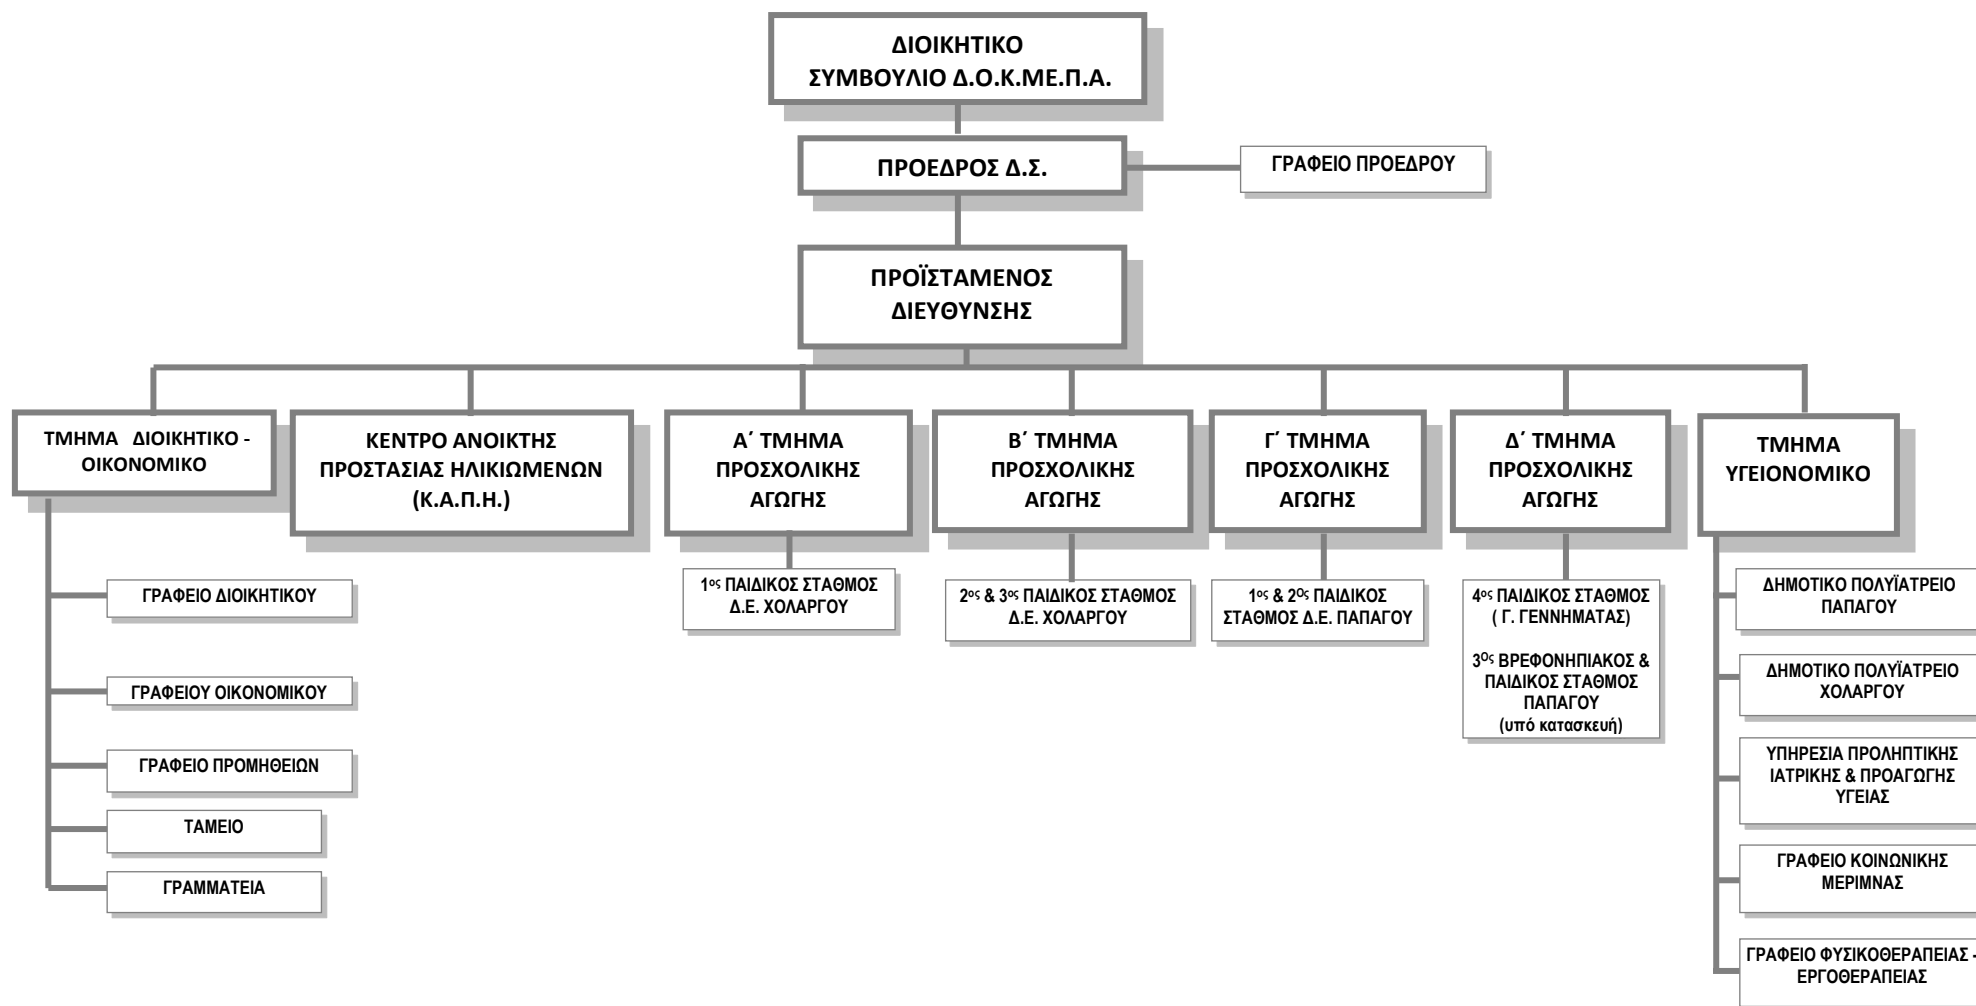 ΔΙΟΙΚΗΤΙΚΟ
ΣΥΜΒΟΥΛΙΟ Δ.Ο.Κ.ΜΕ.Π.Α.
ΠΡΟΕΔΡΟΣ Δ.Σ.
ΓΡΑΦΕΙΟ ΠΡΟΕΔΡΟΥ
ΠΡΟΪΣΤΑΜΕΝΟΣ
ΔΙΕΥΘΥΝΣΗΣ
ΤΜΗΜΑ ΔΙΟΙΚΗΤΙΚΟ -
ΟΙΚΟΝΟΜΙΚΟ
ΚΕΝΤΡΟ ΑΝΟΙΚΤΗΣ
ΠΡΟΣΤΑΣΙΑΣ ΗΛΙΚΙΩΜΕΝΩΝ
(Κ.Α.Π.Η.)
Α΄ ΤΜΗΜΑ
ΠΡΟΣΧΟΛΙΚΗΣ
ΑΓΩΓΗΣ
Β΄ ΤΜΗΜΑ
ΠΡΟΣΧΟΛΙΚΗΣ
ΑΓΩΓΗΣ
Γ΄ ΤΜΗΜΑ
ΠΡΟΣΧΟΛΙΚΗΣ
ΑΓΩΓΗΣ
Δ΄ ΤΜΗΜΑ
ΠΡΟΣΧΟΛΙΚΗΣ
ΑΓΩΓΗΣ
ΤΜΗΜΑ
ΥΓΕΙΟΝΟΜΙΚΟ
ΓΡΑΦΕΙΟ ΔΙΟΙΚΗΤΙΚΟΥ
ΓΡΑΦΕΙΟΥ ΟΙΚΟΝΟΜΙΚΟΥ
ΓΡΑΦΕΙΟ ΠΡΟΜΗΘΕΙΩΝ
ΤΑΜΕΙΟ
ΓΡΑΜΜΑΤΕΙΑ
1ος ΠΑΙΔΙΚΟΣ ΣΤΑΘΜΟΣ
Δ.Ε. ΧΟΛΑΡΓΟΥ
2ος & 3ος ΠΑΙΔΙΚΟΣ ΣΤΑΘΜΟΣ
Δ.Ε. ΧΟΛΑΡΓΟΥ
1ος & 2Ος ΠΑΙΔΙΚΟΣ
ΣΤΑΘΜΟΣ Δ.Ε. ΠΑΠΑΓΟΥ
4ος ΠΑΙΔΙΚΟΣ ΣΤΑΘΜΟΣ
( Γ. ΓΕΝΝΗΜΑΤΑΣ)
3Ος ΒΡΕΦΟΝΗΠΙΑΚΟΣ &
ΠΑΙΔΙΚΟΣ ΣΤΑΘΜΟΣ
ΠΑΠΑΓΟΥ
(υπό κατασκευή)
ΔΗΜΟΤΙΚΟ ΠΟΛΥΪΑΤΡΕΙΟ
ΠΑΠΑΓΟΥ
ΔΗΜΟΤΙΚΟ ΠΟΛΥΪΑΤΡΕΙΟ
ΧΟΛΑΡΓΟΥ
ΥΠΗΡΕΣΙΑ ΠΡΟΛΗΠΤΙΚΗΣ
ΙΑΤΡΙΚΗΣ & ΠΡΟΑΓΩΓΗΣ
ΥΓΕΙΑΣ
ΓΡΑΦΕΙΟ ΚΟΙΝΩΝΙΚΗΣ
ΜΕΡΙΜΝΑΣ
ΓΡΑΦΕΙΟ ΦΥΣΙΚΟΘΕΡΑΠΕΙΑΣ -
ΕΡΓΟΘΕΡΑΠΕΙΑΣ